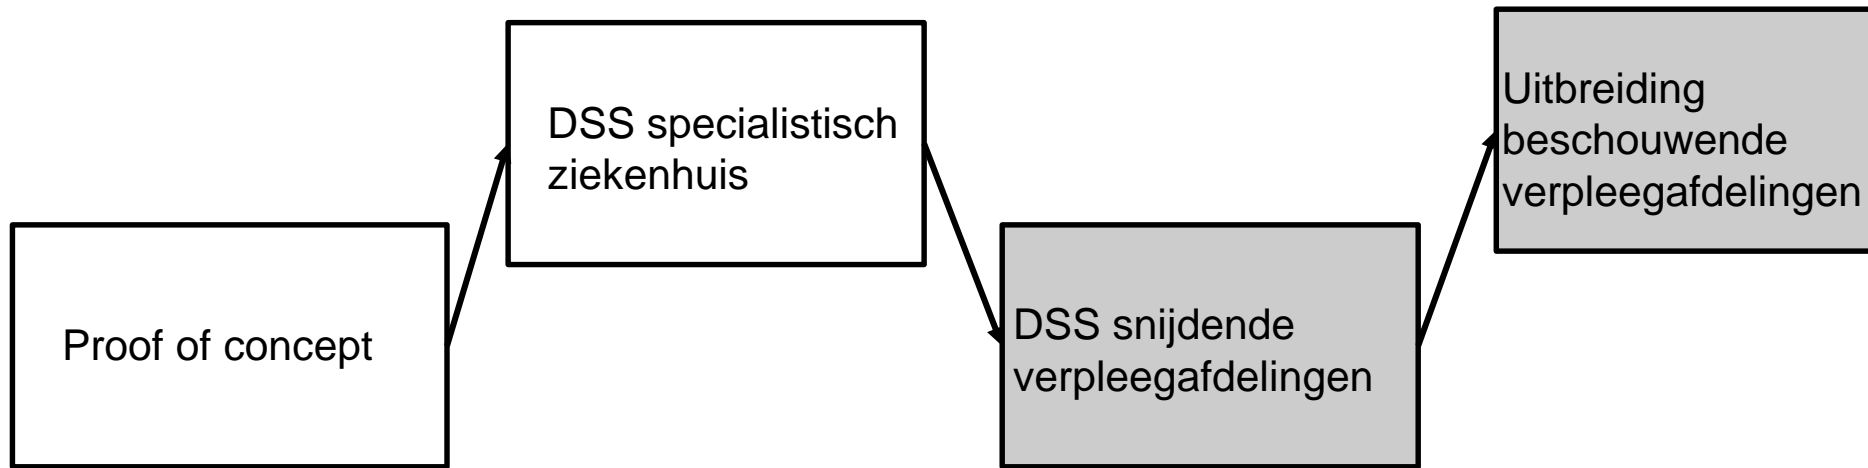 Proof of concept
DSS specialistisch
ziekenhuis
DSS snijdende
verpleegafdelingen
Uitbreiding
beschouwende
verpleegafdelingen